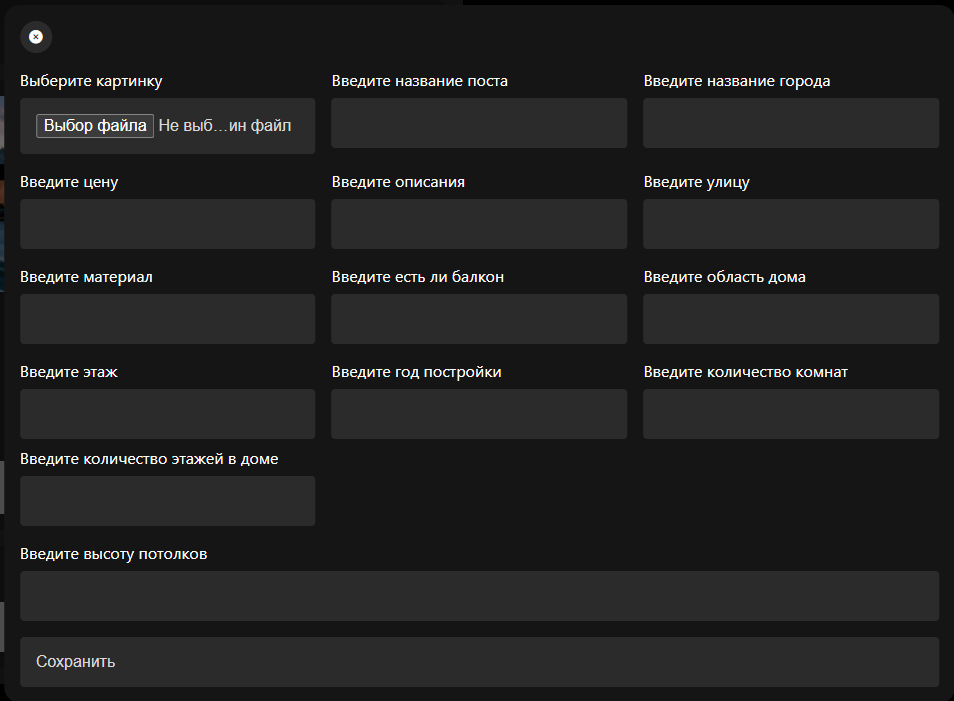 Выберите картинку
Введите название поста
Введите название города
Выбор файла Не выб...ин файл
Введите цену
Введите описания
Введите улицу
Введите материал
Введите есть ли балкон
Введите область дома
Введите этаж
Введите год постройки
Введите количество комнат
Введите количество этажей в доме
Введите высоту потолков
Сохранить